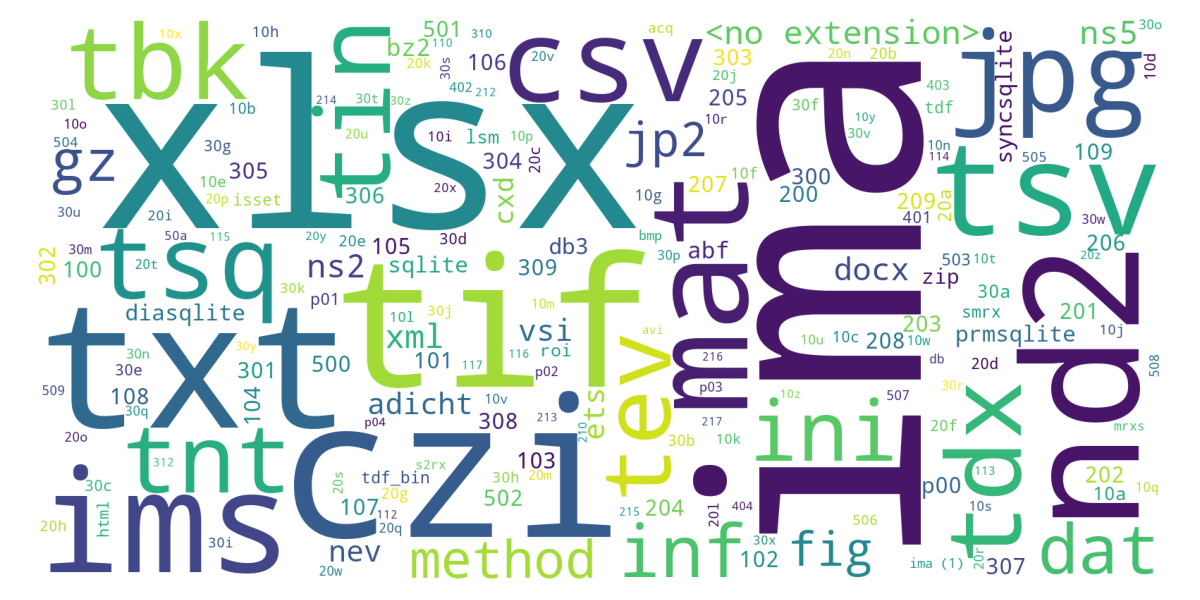 tbk
10x
10h
xlsx
tin
bz2
110
20k
501
30s
310
106
402
212
csv
20v
acq
<no extension>
303
20j
205
10r
20n
20b
ima
403
tdf
jpg
ns5
30o
10d
syncsqlite
30l
10o
504
gz
10b
30g
305
10e
20p
isset
30u
20i
214
30t
30z
20u
306
10i
lsm
10p
20c
304
20x
cxd
jp2
10g
bmp
30p
mat
207
10f
30f
10y
30v
300
200
209
401
20a
10n
114
505
109
tsv
30w
206
20z
302
30m
50a
115
100
20t
tsq
20y
20e
105
30d
ns2
sqlite
db3
309
abf
docx
zip
503
10t
30a
smrx
prmsqlite
201
10j
nd2
30k
p01
diasqlite
tif
10l
30j
xml
101
117
116
10m
vsi
roi
p02
avi
216
p03
217
10u
10c
208
203
10w
db
20d
508
txt
30n
30y
30e
301
500
509
108
30q
104
20o
adicht
10v
p04
308
213
210
ets
tev
30b
10k
ini
10z
507
30r
tdx
20f
113
mrxs
tnt
312
czi
20s
tdf_bin
s2rx
20g
107
112
20q
103
30h
20m
502
215
204
20l
404
p00
10s
202
10a
10q
30c
ims
20h
html
30i
nev
20w
method
inf
30x
102
fig
506
ima (1)
20r
307
dat